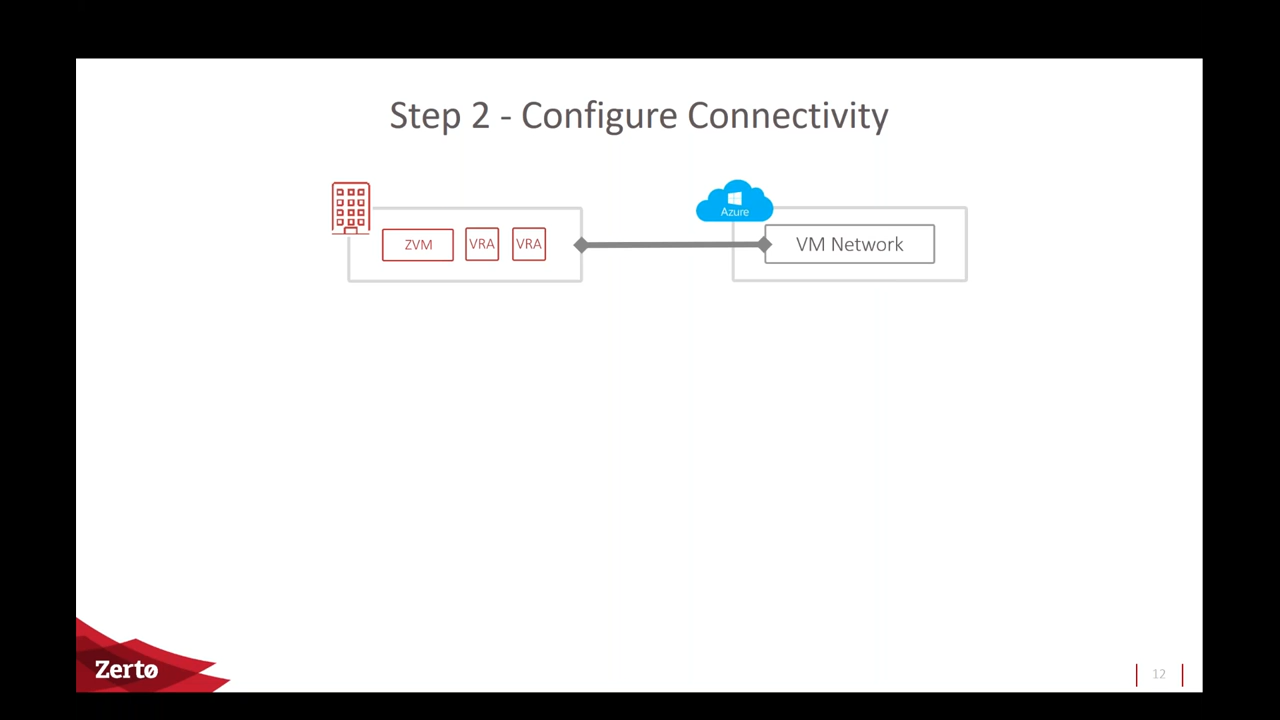 Step 2 - Configure Connectivity
Azure
ZVM
VRA
VRA
VM Network
Zerto
12